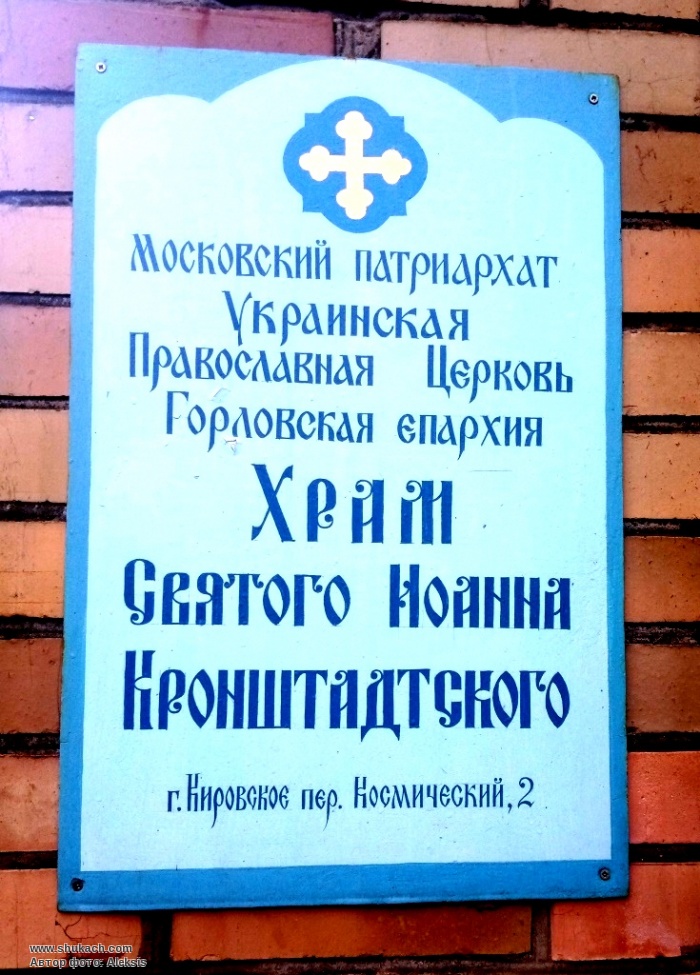 Московский патриархат
Украинская
Православная Церковь
Горловская епархия
Храм
Святого Иоанна
Кронштадтского
г. Кировское пер. Космический, 2
www.shukach.com
Автор фото: Aleksis